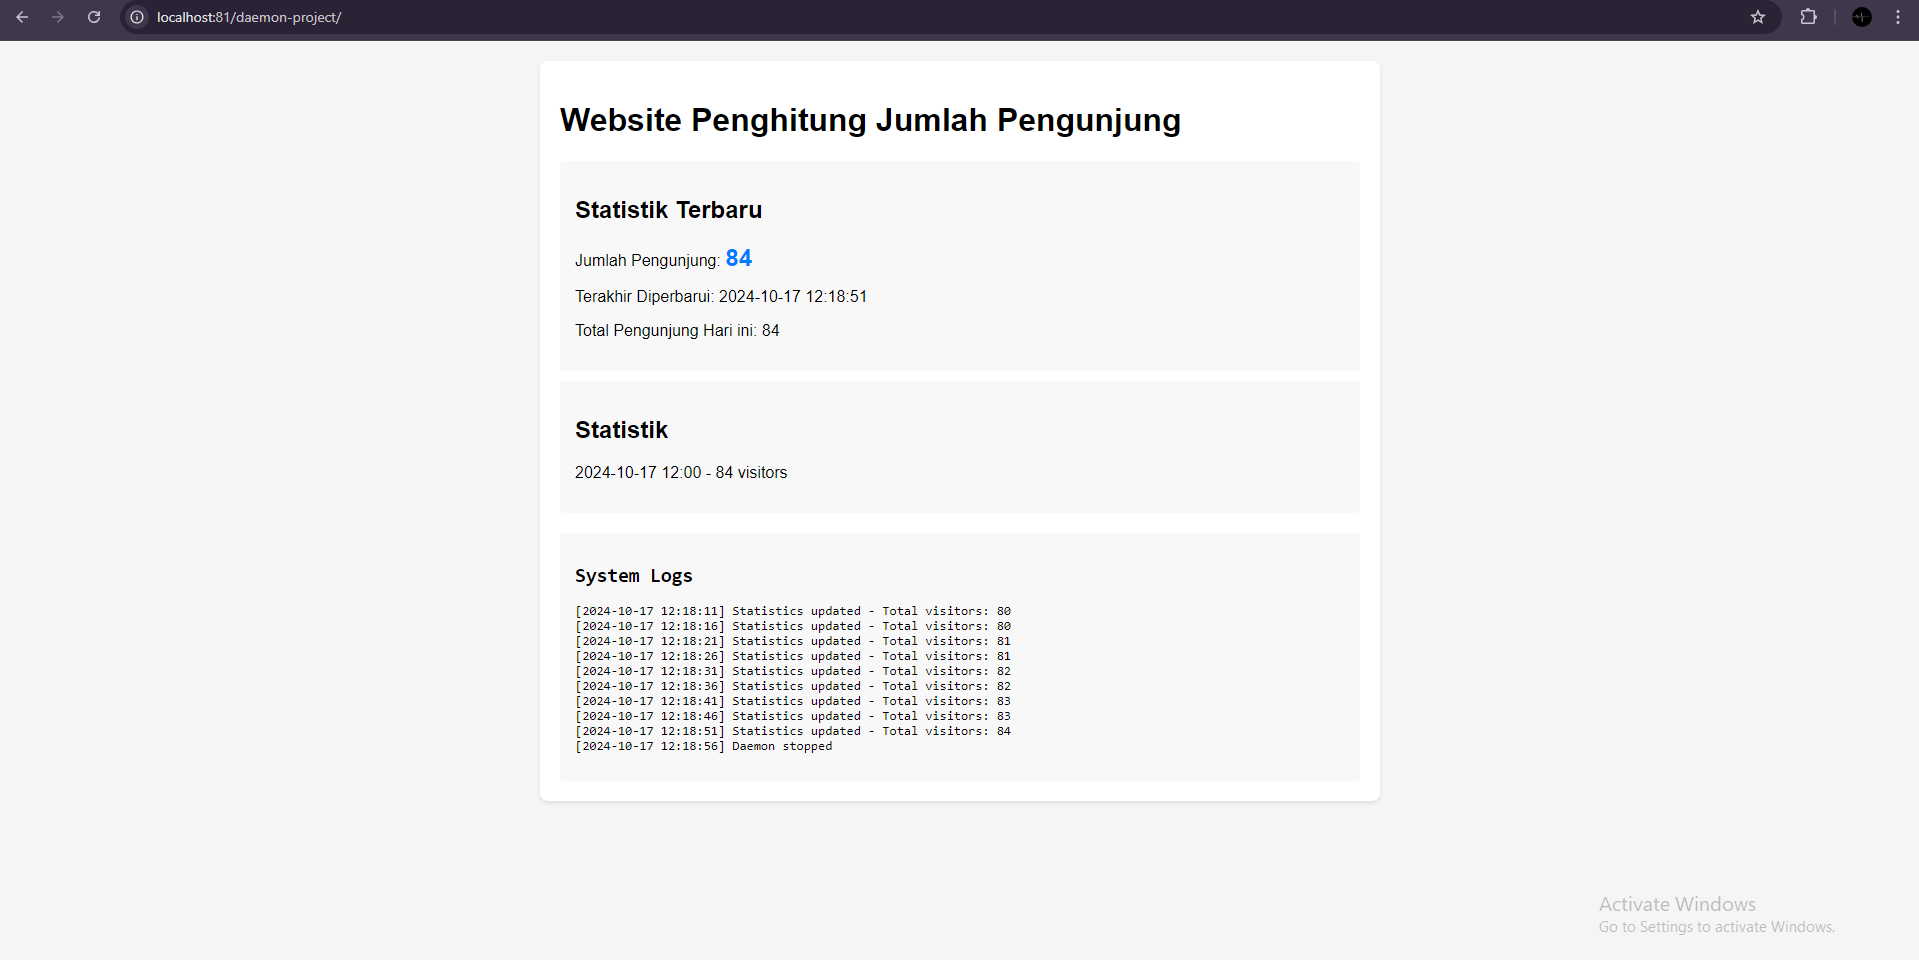 localhost:81/daemon-project/
Website Penghitung Jumlah Pengunjung
Statistik Terbaru
Jumlah Pengunjung: 84
Terakhir Diperbarui: 2024-10-17 12:18:51
Total Pengunjung Hari ini: 84
Statistik
2024-10-17 12:00 - 84 visitors
System Logs
[2024-10-17 12:18:11] Statistics updated - Total visitors: 80
[2024-10-17 12:18:16] Statistics updated - Total visitors: 80
[2024-10-17 12:18:21] Statistics updated - Total visitors: 81
[2024-10-17 12:18:26] Statistics updated - Total visitors: 81
[2024-10-17 12:18:31] Statistics updated - Total visitors: 82
[2024-10-17 12:18:36] Statistics updated - Total visitors: 82
[2024-10-17 12:18:41] Statistics updated - Total visitors: 83
[2024-10-17 12:18:46] Statistics updated - Total visitors: 83
[2024-10-17 12:18:51] Statistics updated - Total visitors: 84
[2024-10-17 12:18:56] Daemon stopped
Activate Windows
Go to Settings to activate Windows.